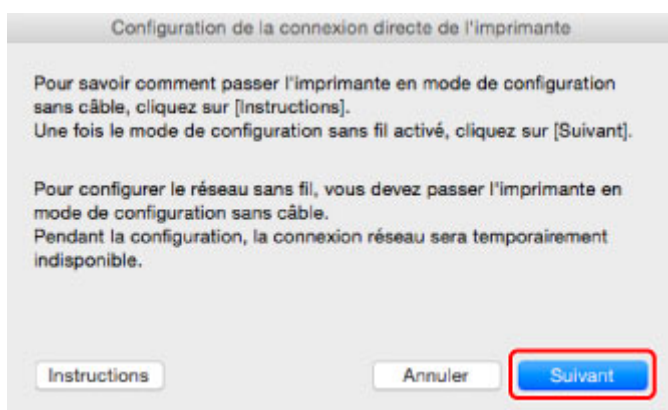 Configuration de la connexion directe de l'imprimante
Pour savoir comment passer l'imprimante en mode de configuration
sans câble, cliquez sur [Instructions].
Une fois le mode de configuration sans fil activé, cliquez sur [Suivant].
Pour configurer le réseau sans fil, vous devez passer l'imprimante en
mode de configuration sans câble.
Pendant la configuration, la connexion réseau sera temporairement
indisponible.
Instructions Annuler Suivant